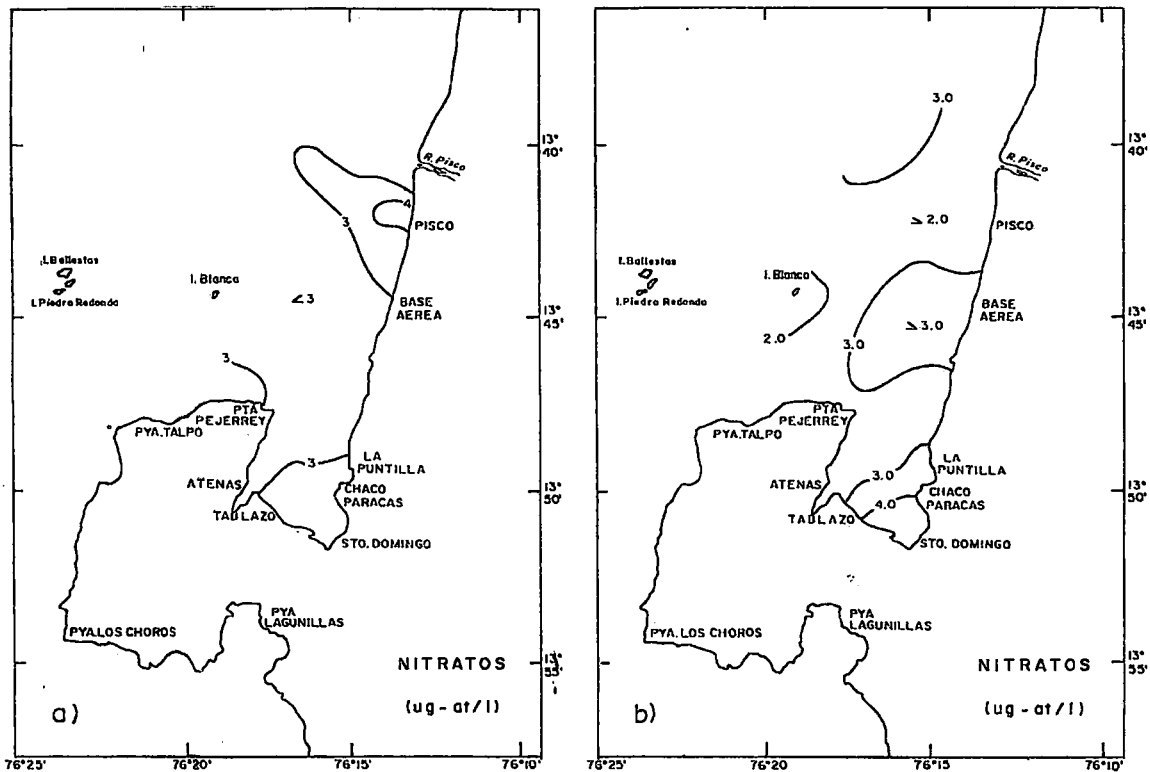 R. Pisco
13°
40'
4
3
PISCO
I. Ballestas
I. Blanca
I. Piedra Redonda
<3
BASE
AEREA
13°
45'
3
PTA
PEJERREY
PYA. TALPO
3
LA
PUNTILLA
ATENAS
CHACO
PARACAS
13°
50'
TABLAZO
STO. DOMINGO
PYA
LAGUNILLAS
PYA. LOS CHOROS
NITRATOS
13°
55'
(ug-at/l)
a)
76°25'
76°20'
76°15'
76°10'
3.0
13°
40'
R. Pisco
>2.0
PISCO
I. Ballestas
I. Blanca
I. Piedra Redonda
BASE
AEREA
13°
45'
>3.0
2.0
3.0
PTA
PEJERREY
PYA. TALPO
LA
PUNTILLA
3.0
ATENAS
CHACO
PARACAS
13°
50'
4.0
TABLAZO
STO. DOMINGO
PYA
LAGUNILLAS
PYA. LOS CHOROS
NITRATOS
13°
55'
(ug-at/l)
b)
76°25'
76°20'
76°15'
76°10'